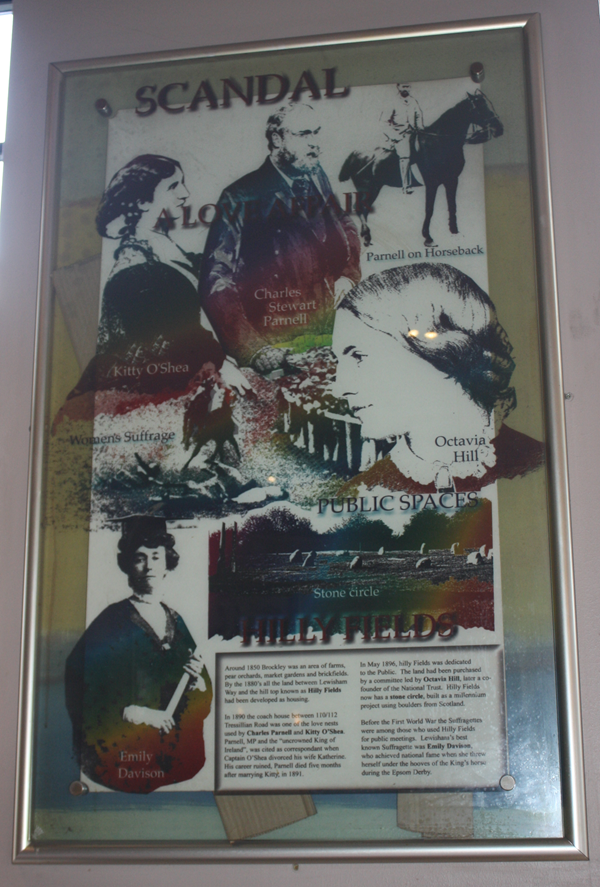 SCANDAL
A LOVE AFFAIR
Parnell on Horseback
Charles
Stewart
Parnell
Kitty O'Shea
Women's Suffrage
Octavia
Hill
PUBLIC SPACES
Stone circle
HILLY FIELDS
Emily
Davison
Around 1850 Brockley was an area of farms,
pear orchards, market gardens and brickfields.
By the 1880's all the land between Lewisham
Way and the hill top known as Hilly Fields
had been developed as housing.
In 1890 the coach house between 110/112
Tressillian Road was one of the love nests
used by Charles Parnell and Kitty O'Shea.
Parnell, MP and the "uncrowned King of
Ireland", was cited as correspondent when
Captain O'Shea divorced his wife Katherine.
His career ruined, Parnell died five months
after marrying Kitty, in 1891.
In May 1896, hilly Fields was dedicated
to the Public. The land had been purchased
by a committee led by Octavia Hill, later a co-
founder of the National Trust. Hilly Fields
now has a stone circle, built as a millennium
project using boulders from Scotland.
Before the First World War the Suffragettes
were among those who used Hilly Fields
for public meetings. Lewisham's best
known Suffragette was Emily Davison,
who achieved national fame when she threw
herself under the hooves of the King's horse
during the Epsom Derby.